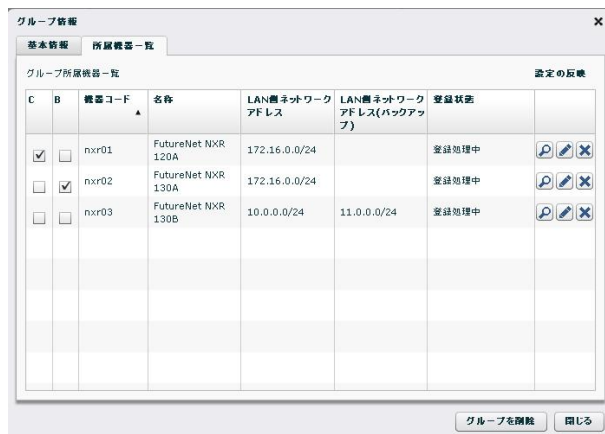 グループ情報
基本情報 所属機器一覧
グループ所属機器一覧 設定の反映
C B 機器コード 名称 LAN側ネットワークアドレス LAN側ネットワークアドレス(バックアップ) 登録状態
nxr01 FutureNet NXR 120A 172.16.0.0/24 登録処理中
nxr02 FutureNet NXR 130A 172.16.0.0/24 登録処理中
nxr03 FutureNet NXR 130B 10.0.0.0/24 11.0.0.0/24 登録処理中
グループを削除 閉じる